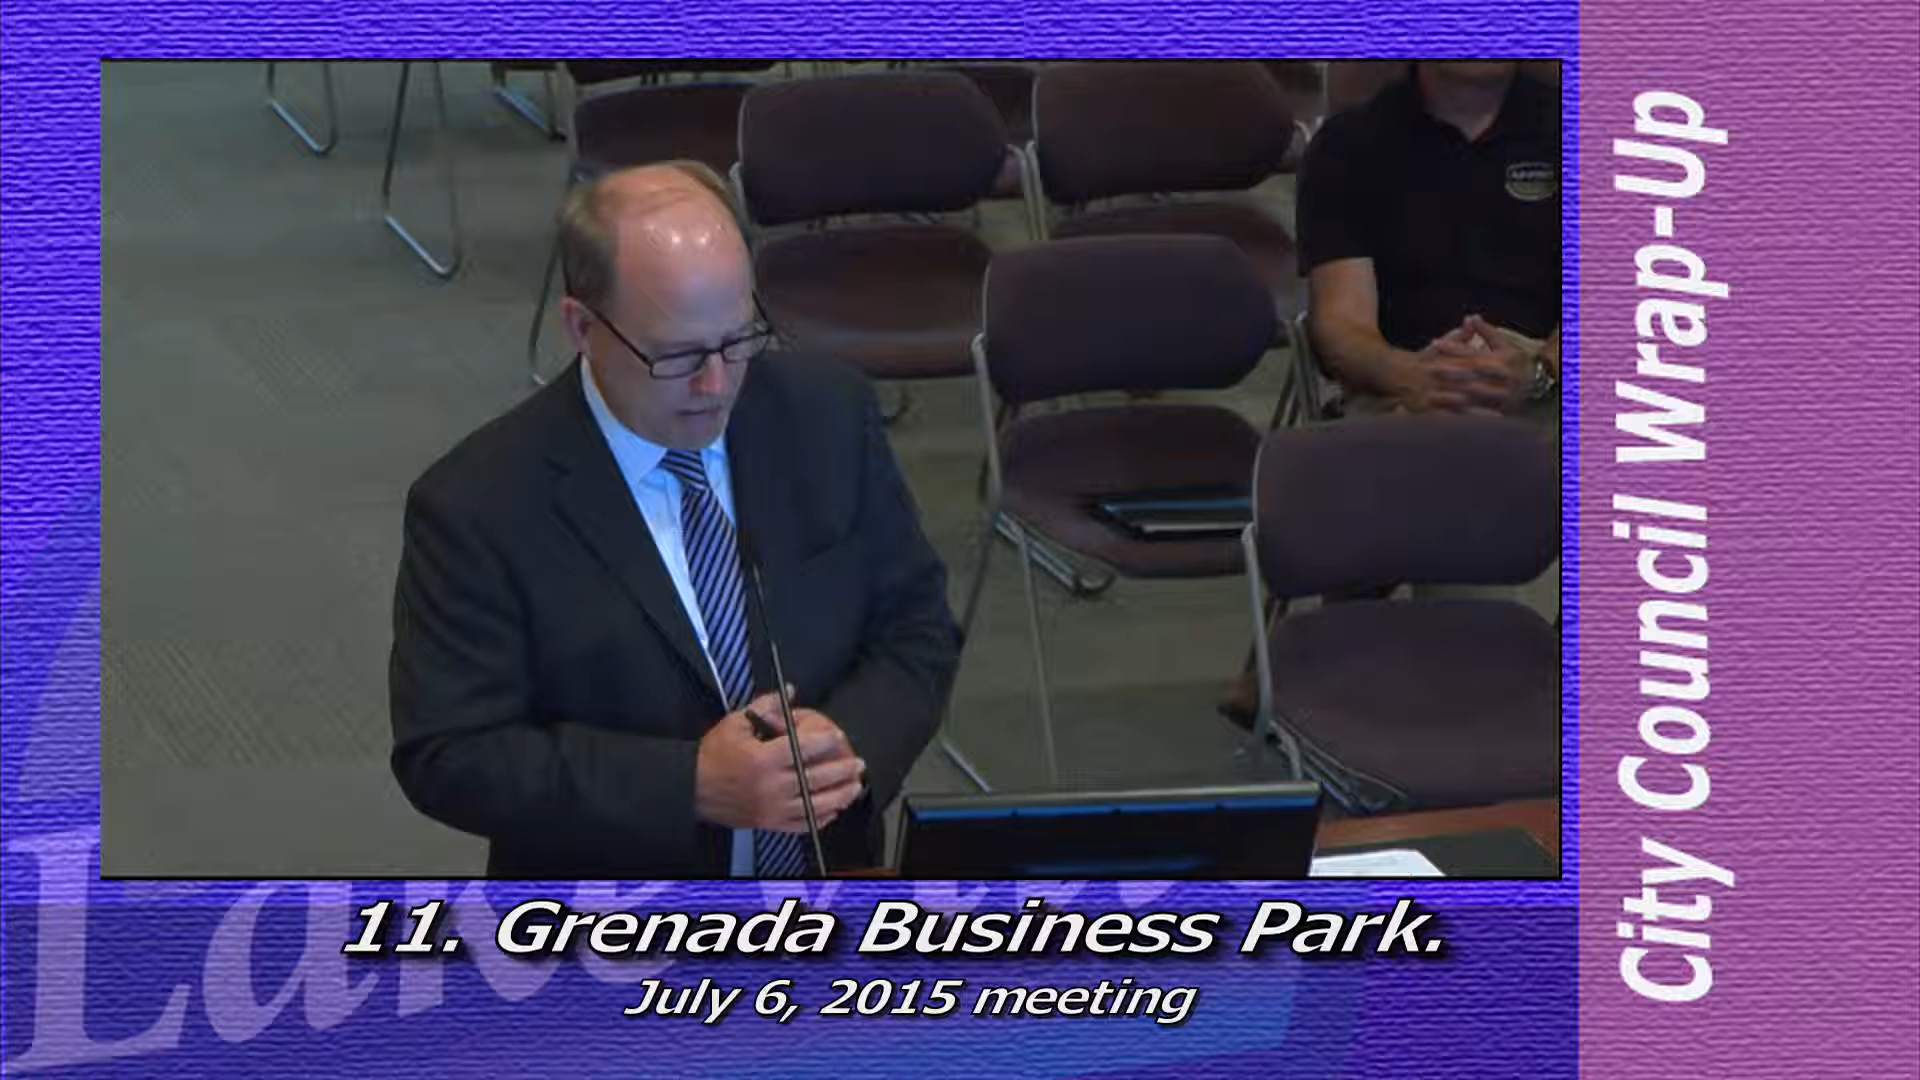 11. Grenada Business Park.
July 6, 2015 meeting
City Council Wrap-Up